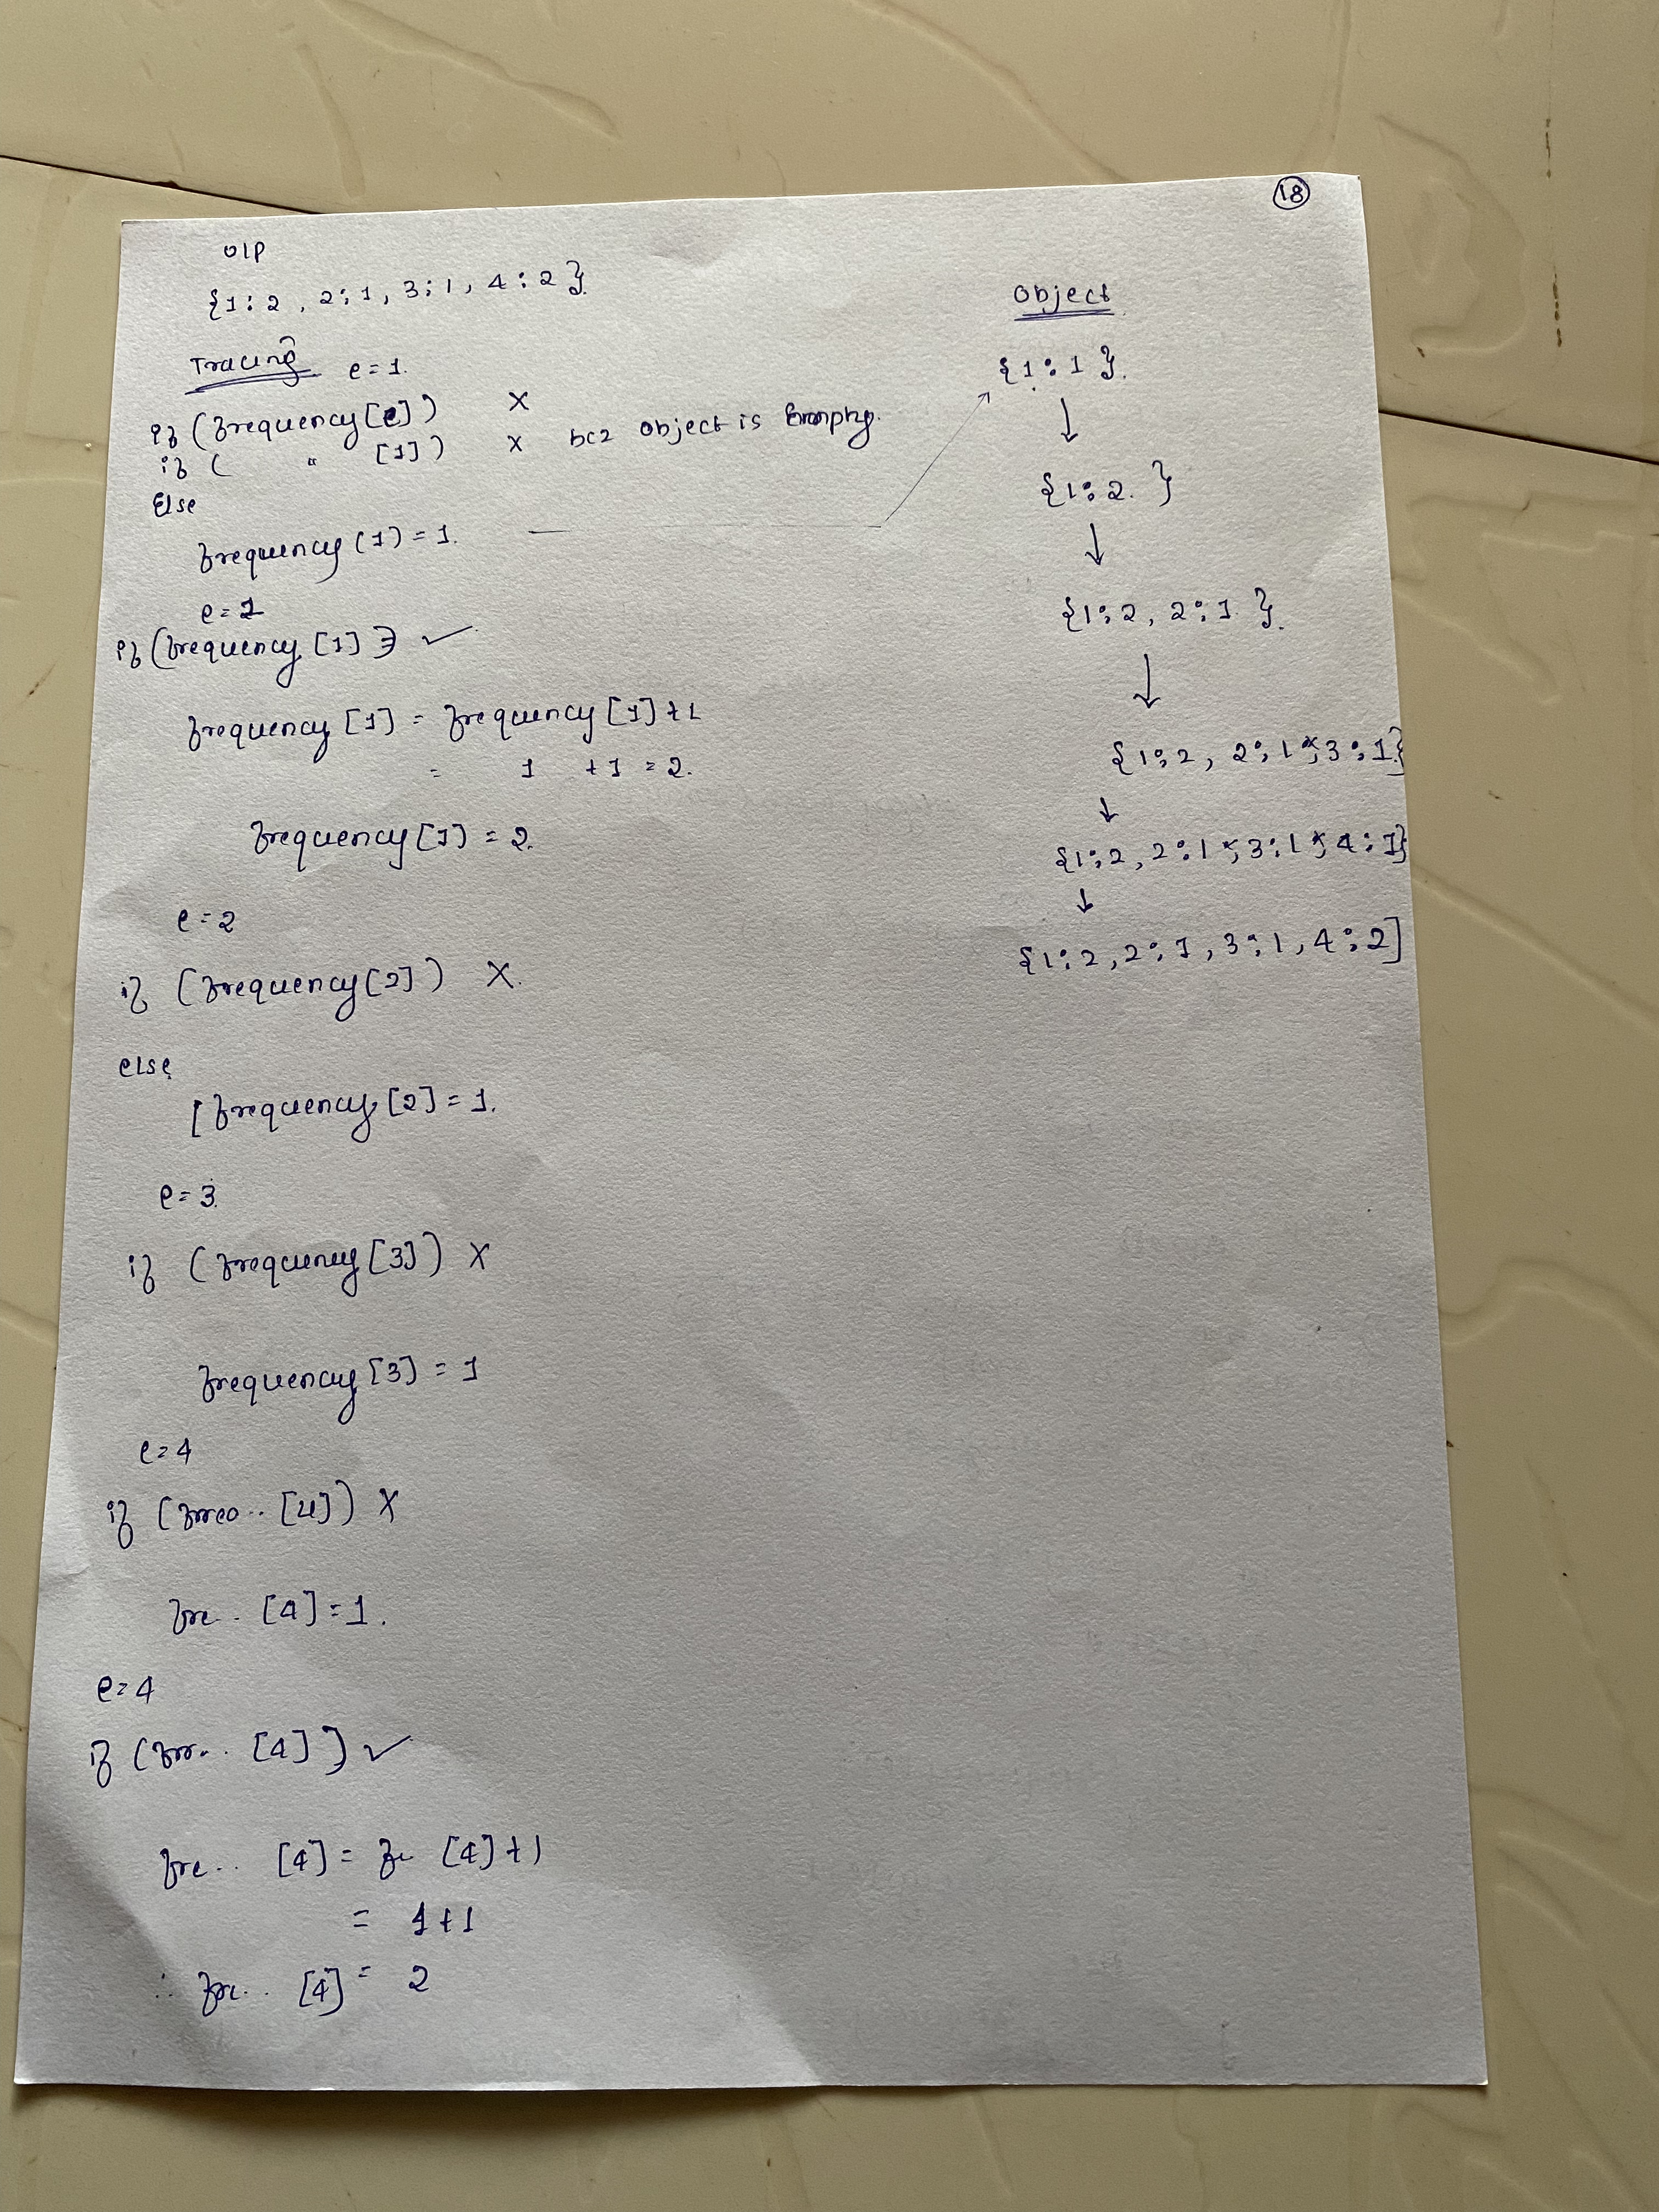 18
O/P
{1:2, 2:1, 3:1, 4:2}
Tracing e=1.
if (frequency[e]) X
if ( " [1]) X bcz object is Empty.
Else
frequency(1)=1.
e=1
if (frequency[1]) ✓
frequency[1] = frequency[1]+1
= 1 +1 = 2.
frequency[1] = 2.
e=2
if (frequency[2]) X.
else
[frequency[2]=1.
e=3.
if (frequency[3]) X
frequency[3] = 1
e=4
if (freq.. [4]) X
fre.. [4]=1.
e=4
if (fre.. [4]) ✓
fre... [4] = fr [4]+1
= 1+1
∴ fre.. [4] = 2
Object
{1:1}.
↓
{1:2.}
↓
{1:2, 2:1.}.
↓
{1:2, 2:1, 3:1}
↓
{1:2, 2:1, 3:1, 4:1}
↓
{1:2, 2:1, 3:1, 4:2]